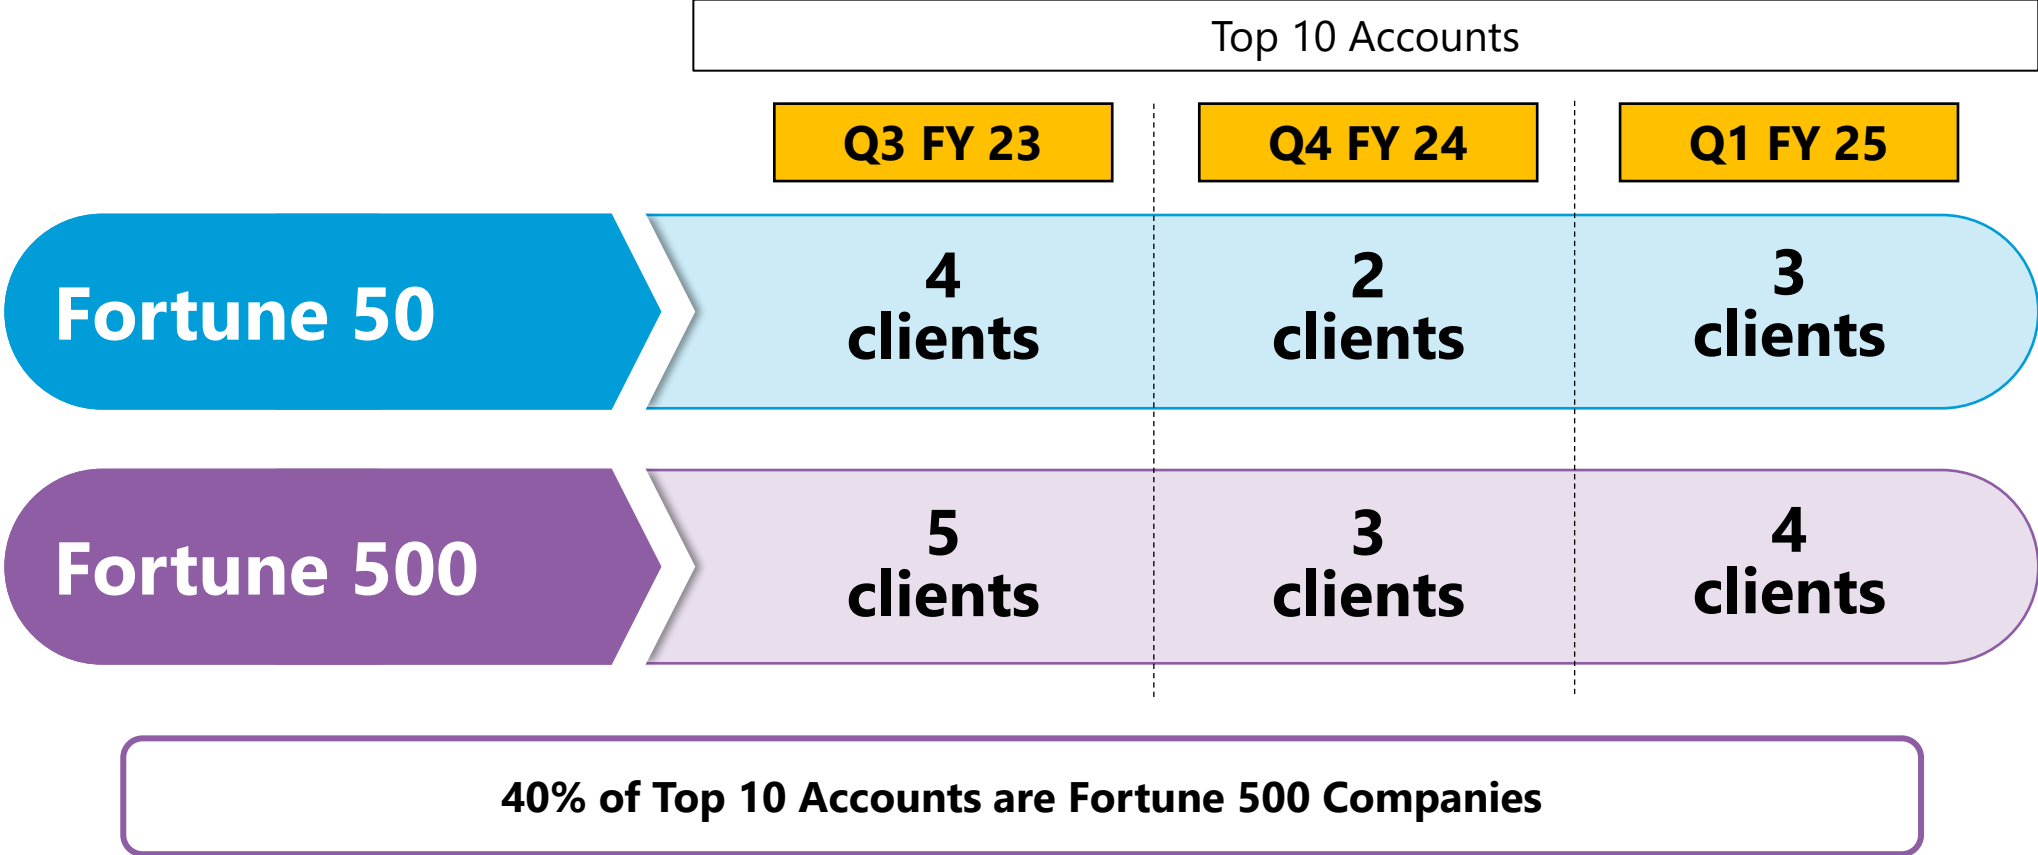 Top 10 Accounts
Q3 FY 23
Q4 FY 24
Q1 FY 25
Fortune 50
4
clients
2
clients
3
clients
Fortune 500
5
clients
3
clients
4
clients
40% of Top 10 Accounts are Fortune 500 Companies